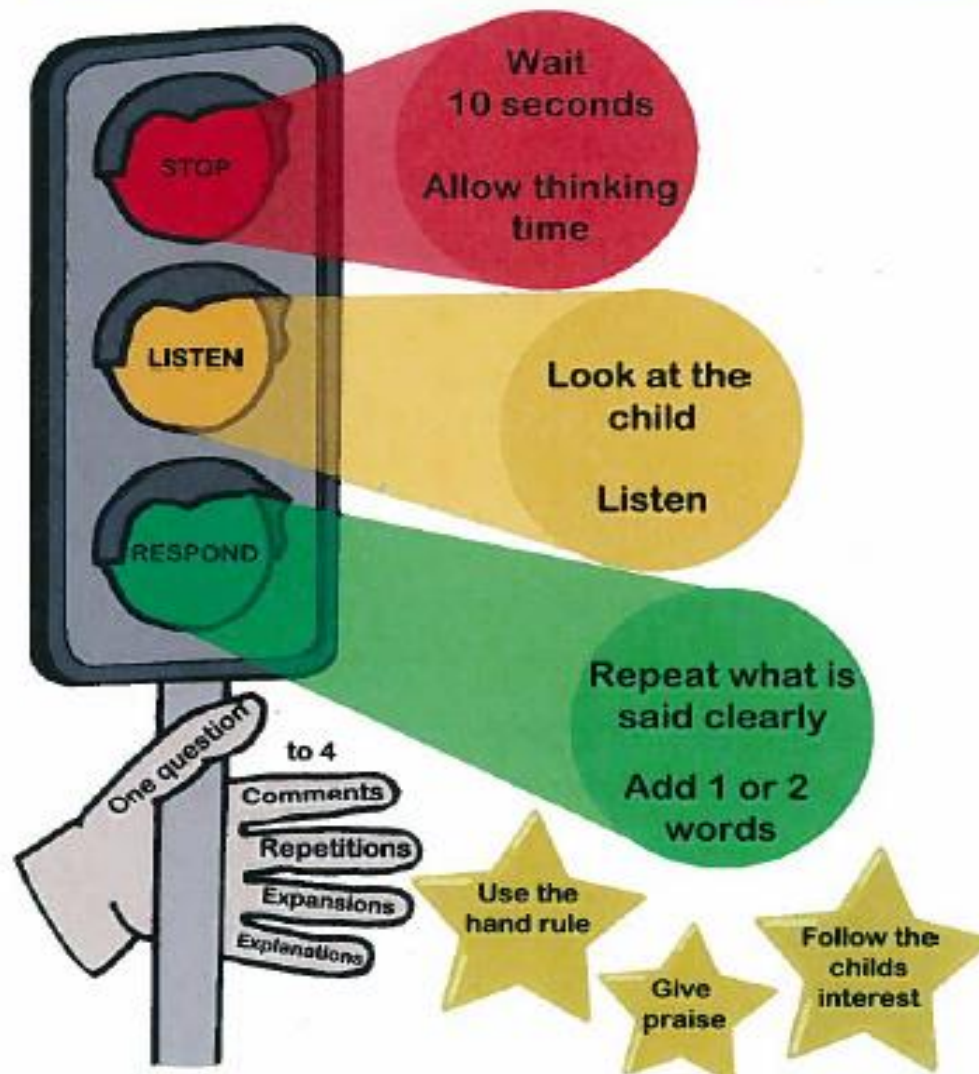 STOP
Wait
10 seconds
Allow thinking
time
LISTEN
Look at the
child
Listen
RESPOND
Repeat what is
said clearly
Add 1 or 2
words
One question
to 4
Comments
Repetitions
Expansions
Explanations
Use the
hand rule
Give
praise
Follow the
childs
interest